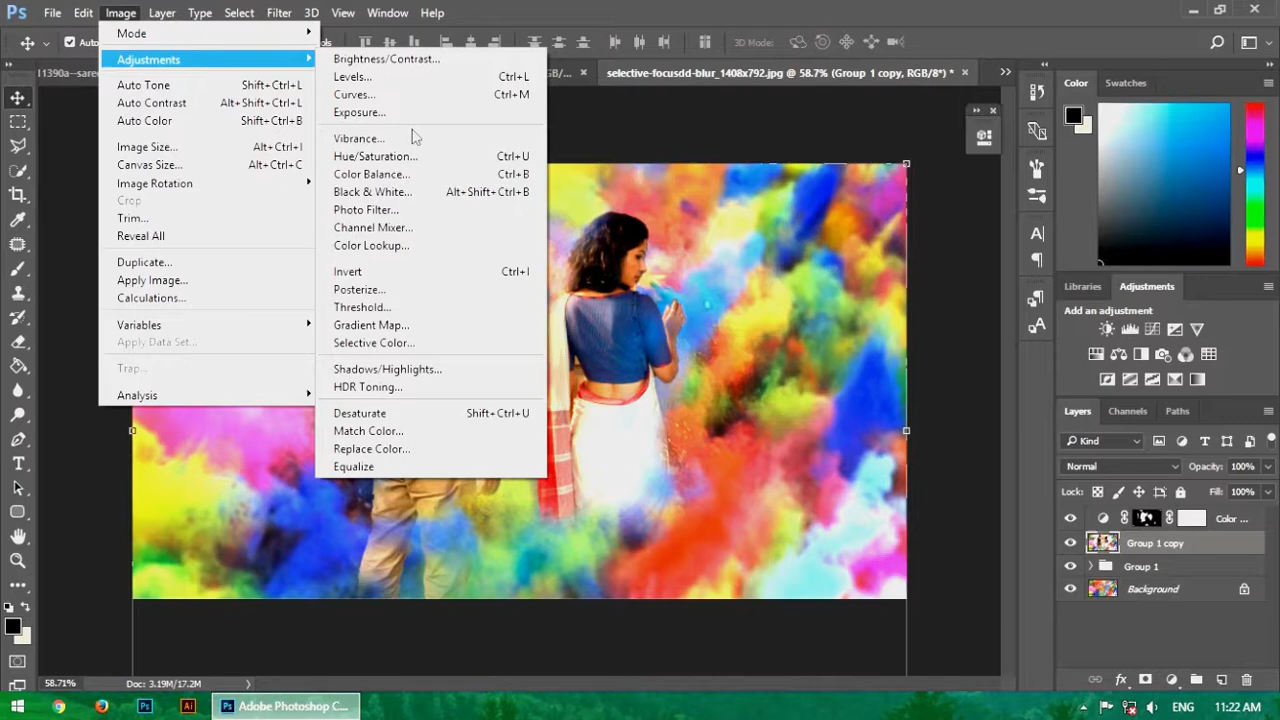 Ps File Edit Image Layer Type Select Filter 3D View Window Help
Auto 3D Mode:
Mode
Adjustments
Auto Tone Shift+Ctrl+L
Auto Contrast Alt+Shift+Ctrl+L
Auto Color Shift+Ctrl+B
Image Size... Alt+Ctrl+I
Canvas Size... Alt+Ctrl+C
Image Rotation
Crop
Trim...
Reveal All
Duplicate...
Apply Image...
Calculations...
Variables
Apply Data Set...
Trap...
Analysis
Brightness/Contrast...
Levels... Ctrl+L
Curves... Ctrl+M
Exposure...
Vibrance...
Hue/Saturation... Ctrl+U
Color Balance... Ctrl+B
Black & White... Alt+Shift+Ctrl+B
Photo Filter...
Channel Mixer...
Color Lookup...
Invert Ctrl+I
Posterize...
Threshold...
Gradient Map...
Selective Color...
Shadows/Highlights...
HDR Toning...
Desaturate Shift+Ctrl+U
Match Color...
Replace Color...
Equalize
selective-focusdd-blur_1408x792.jpg @ 58.7% (Group 1 copy, RGB/8*) *
Color Swatches
Libraries Adjustments
Add an adjustment
Layers Channels Paths
Kind
Normal Opacity: 100%
Lock: Fill: 100%
Color ...
Group 1 copy
Group 1
Background
58.71% Doc: 3.19M/17.2M
Ps Ai Ps Adobe Photoshop C... ENG 11:22 AM